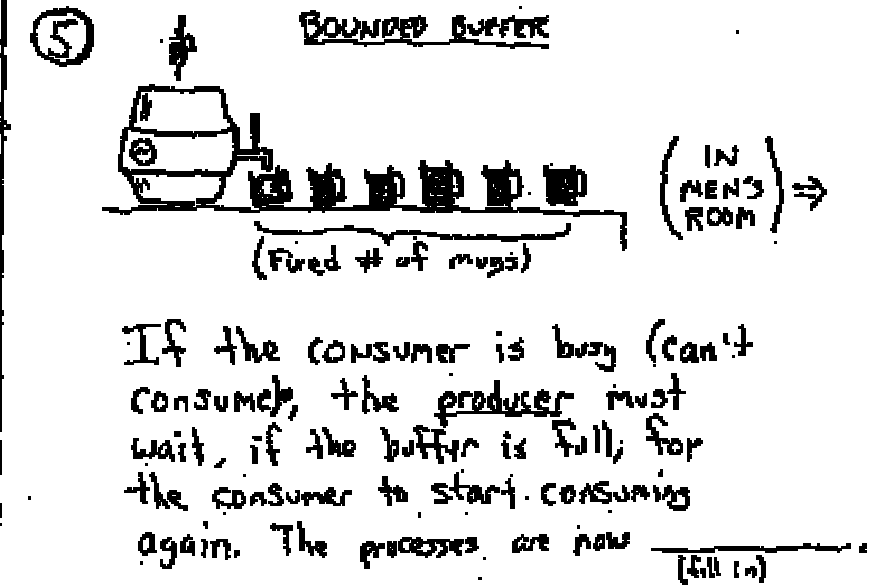 5
BOUNDED BUFFER
(IN MEN'S ROOM) ⇒
(Fixed # of mugs)
If the consumer is busy (can't
consume), the producer must
wait, if the buffer is full, for
the consumer to start consuming
again. The processes are now ________.
(fill in)